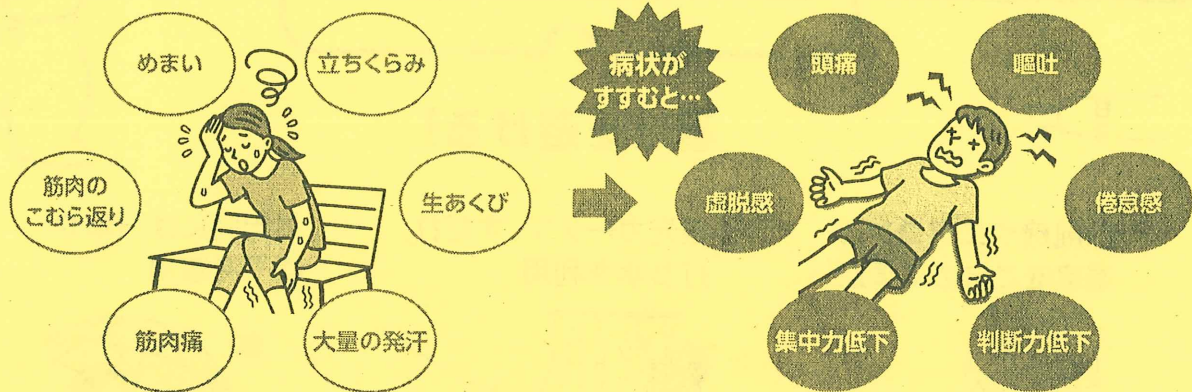 めまい
立ちくらみ
筋肉の
こむら返り
生あくび
筋肉痛
大量の発汗
病状が
すすむと…
頭痛
嘔吐
虚脱感
倦怠感
集中力低下
判断力低下